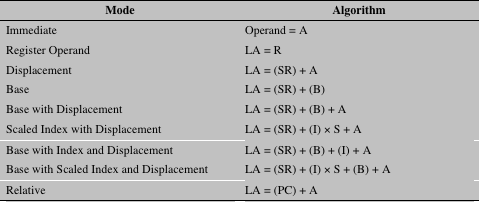 Mode Algorithm
Immediate Operand = A
Register Operand LA = R
Displacement LA = (SR) + A
Base LA = (SR) + (B)
Base with Displacement LA = (SR) + (B) + A
Scaled Index with Displacement LA = (SR) + (I) × S + A
Base with Index and Displacement LA = (SR) + (B) + (I) + A
Base with Scaled Index and Displacement LA = (SR) + (I) × S + (B) + A
Relative LA = (PC) + A